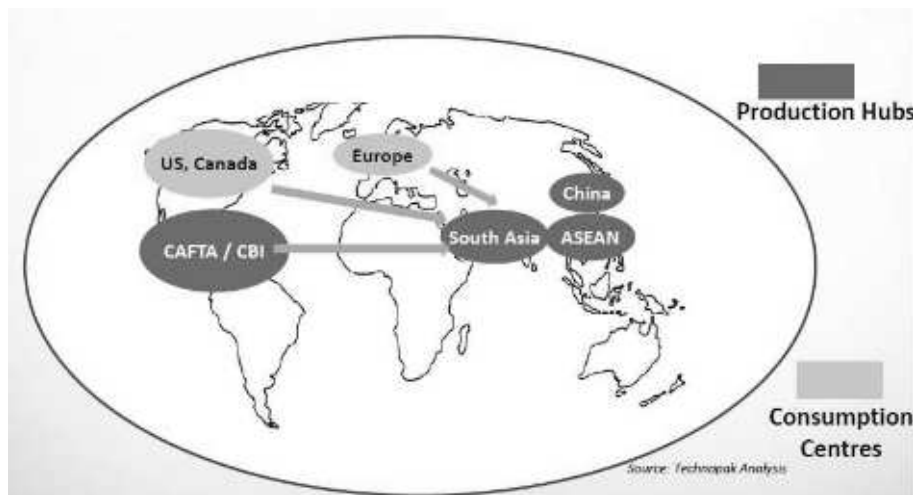 Production Hubs
US, Canada
Europe
China
CAFTA / CBI
South Asia
ASEAN
Consumption
Centres
Source: Technopak Analysis